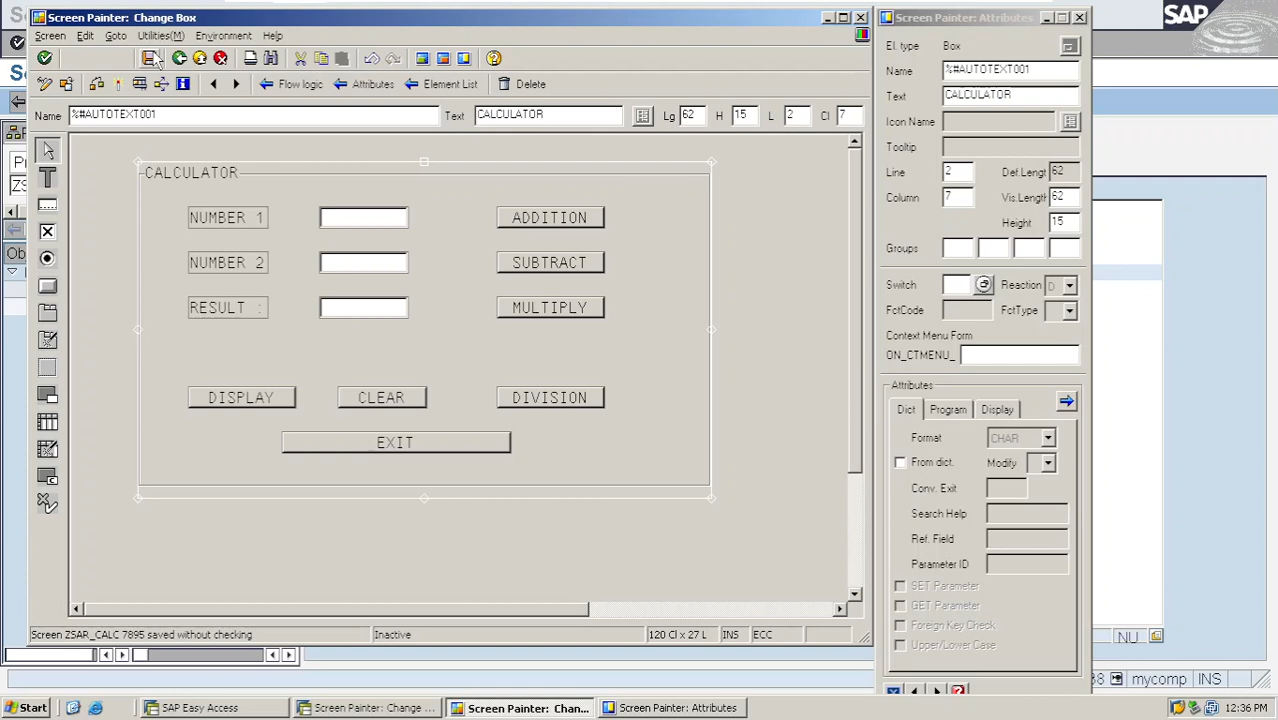 Screen Painter: Change Box
Screen Edit Goto Utilities(M) Environment Help
Flow logic Attributes Element List Delete
Name %#AUTOTEXT001 Text CALCULATOR Lg 62 H 15 L 2 Cl 7
CALCULATOR
NUMBER 1 ADDITION
NUMBER 2 SUBTRACT
RESULT : MULTIPLY
DISPLAY CLEAR DIVISION
_EXIT
Screen ZSAR_CALC 7895 saved without checking Inactive 120 Cl x 27 L INS ECC
Screen Painter: Attributes
El. type Box
Name %#AUTOTEXT001
Text CALCULATOR
Icon Name
Tooltip
Line 2 Def.Lengt 62
Column 7 Vis.Length 62
Height 15
Groups
Switch Reaction D
FctCode FctType
Context Menu Form
ON_CTMENU_
Attributes
Dict Program Display
Format CHAR
From dict. Modify
Conv. Exit
Search Help
Ref. Field
Parameter ID
SET Parameter
GET Parameter
Foreign Key Check
Upper/Lower Case
SAP
NU
mycomp INS
Start SAP Easy Access Screen Painter: Change ... Screen Painter: Chan... Screen Painter: Attributes 12:36 PM